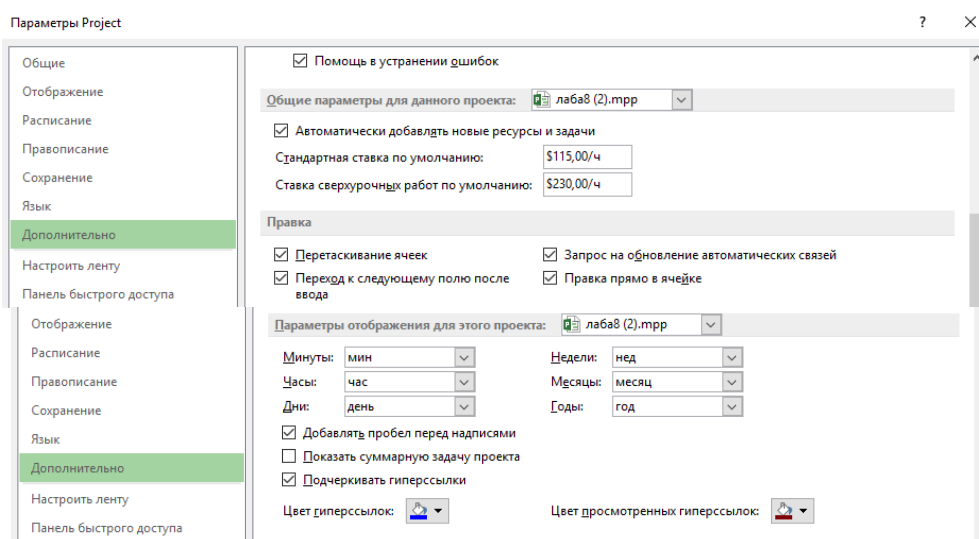 Параметры Project
?
Общие
Отображение
Расписание
Правописание
Сохранение
Язык
Дополнительно
Настроить ленту
Панель быстрого доступа
Помощь в устранении ошибок
Общие параметры для данного проекта: лаба8 (2).mpp
Автоматически добавлять новые ресурсы и задачи
Стандартная ставка по умолчанию: $115,00/ч
Ставка сверхурочных работ по умолчанию: $230,00/ч
Правка
Перетаскивание ячеек
Запрос на обновление автоматических связей
Переход к следующему полю после
ввода
Правка прямо в ячейке
Отображение
Расписание
Правописание
Сохранение
Язык
Дополнительно
Настроить ленту
Панель быстрого доступа
Параметры отображения для этого проекта: лаба8 (2).mpp
Минуты: мин Недели: нед
Часы: час Месяцы: месяц
Дни: день Годы: год
Добавлять пробел перед надписями
Показать суммарную задачу проекта
Подчеркивать гиперссылки
Цвет гиперссылок: Цвет просмотренных гиперссылок: